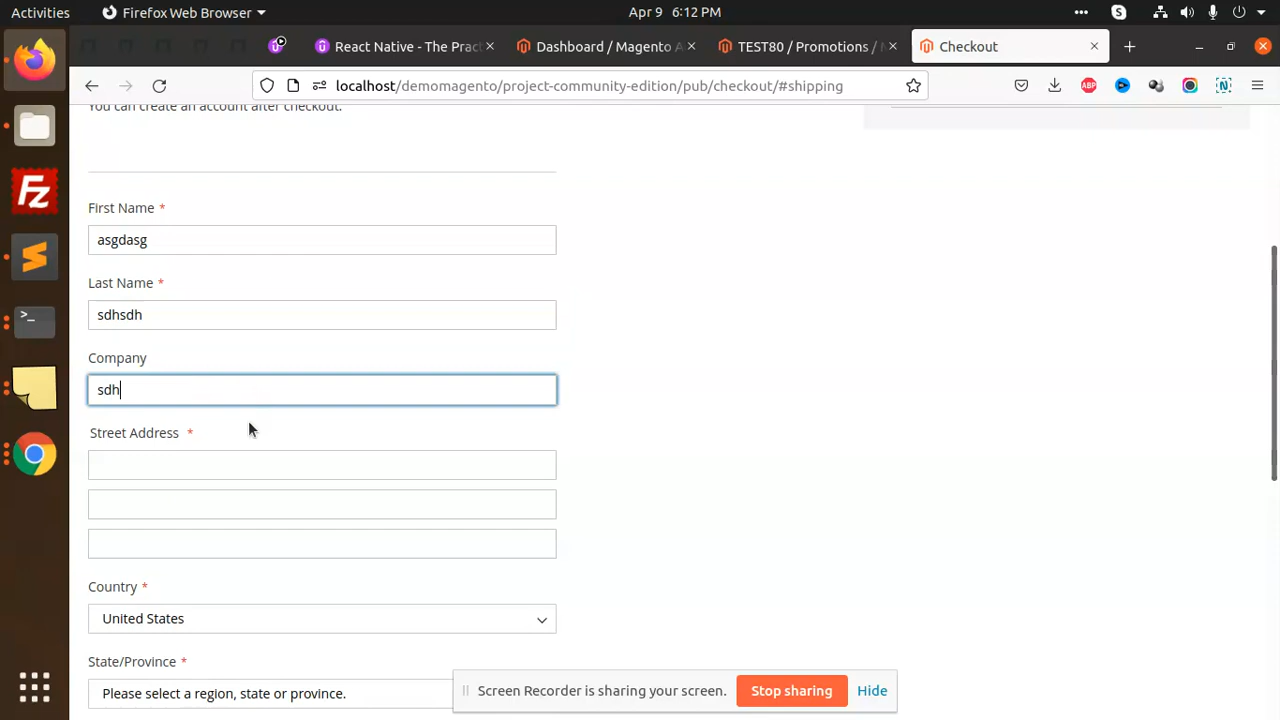 Activities Firefox Web Browser Apr 9 6:12 PM
React Native - The Pract Dashboard / Magento A TEST80 / Promotions / Checkout
localhost/demomagento/project-community-edition/pub/checkout/#shipping
You can create an account after checkout.
First Name *
asgdasg
Last Name *
sdhsdh
Company
sdh
Street Address *
Country *
United States
State/Province *
Please select a region, state or province.
Screen Recorder is sharing your screen. Stop sharing Hide